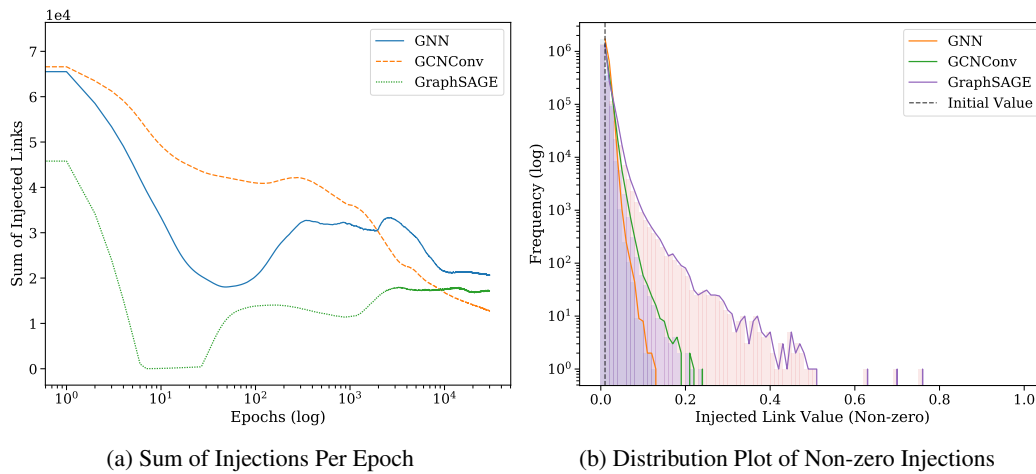 1e4
7
6
5
4
3
2
1
0
Sum of Injected Links
10^0
10^1
10^2
10^3
10^4
Epochs (log)
GNN
GCNConv
GraphSAGE
(a) Sum of Injections Per Epoch
10^6
10^5
10^4
10^3
10^2
10^1
10^0
Frequency (log)
0.0
0.2
0.4
0.6
0.8
1.0
Injected Link Value (Non-zero)
GNN
GCNConv
GraphSAGE
Initial Value
(b) Distribution Plot of Non-zero Injections